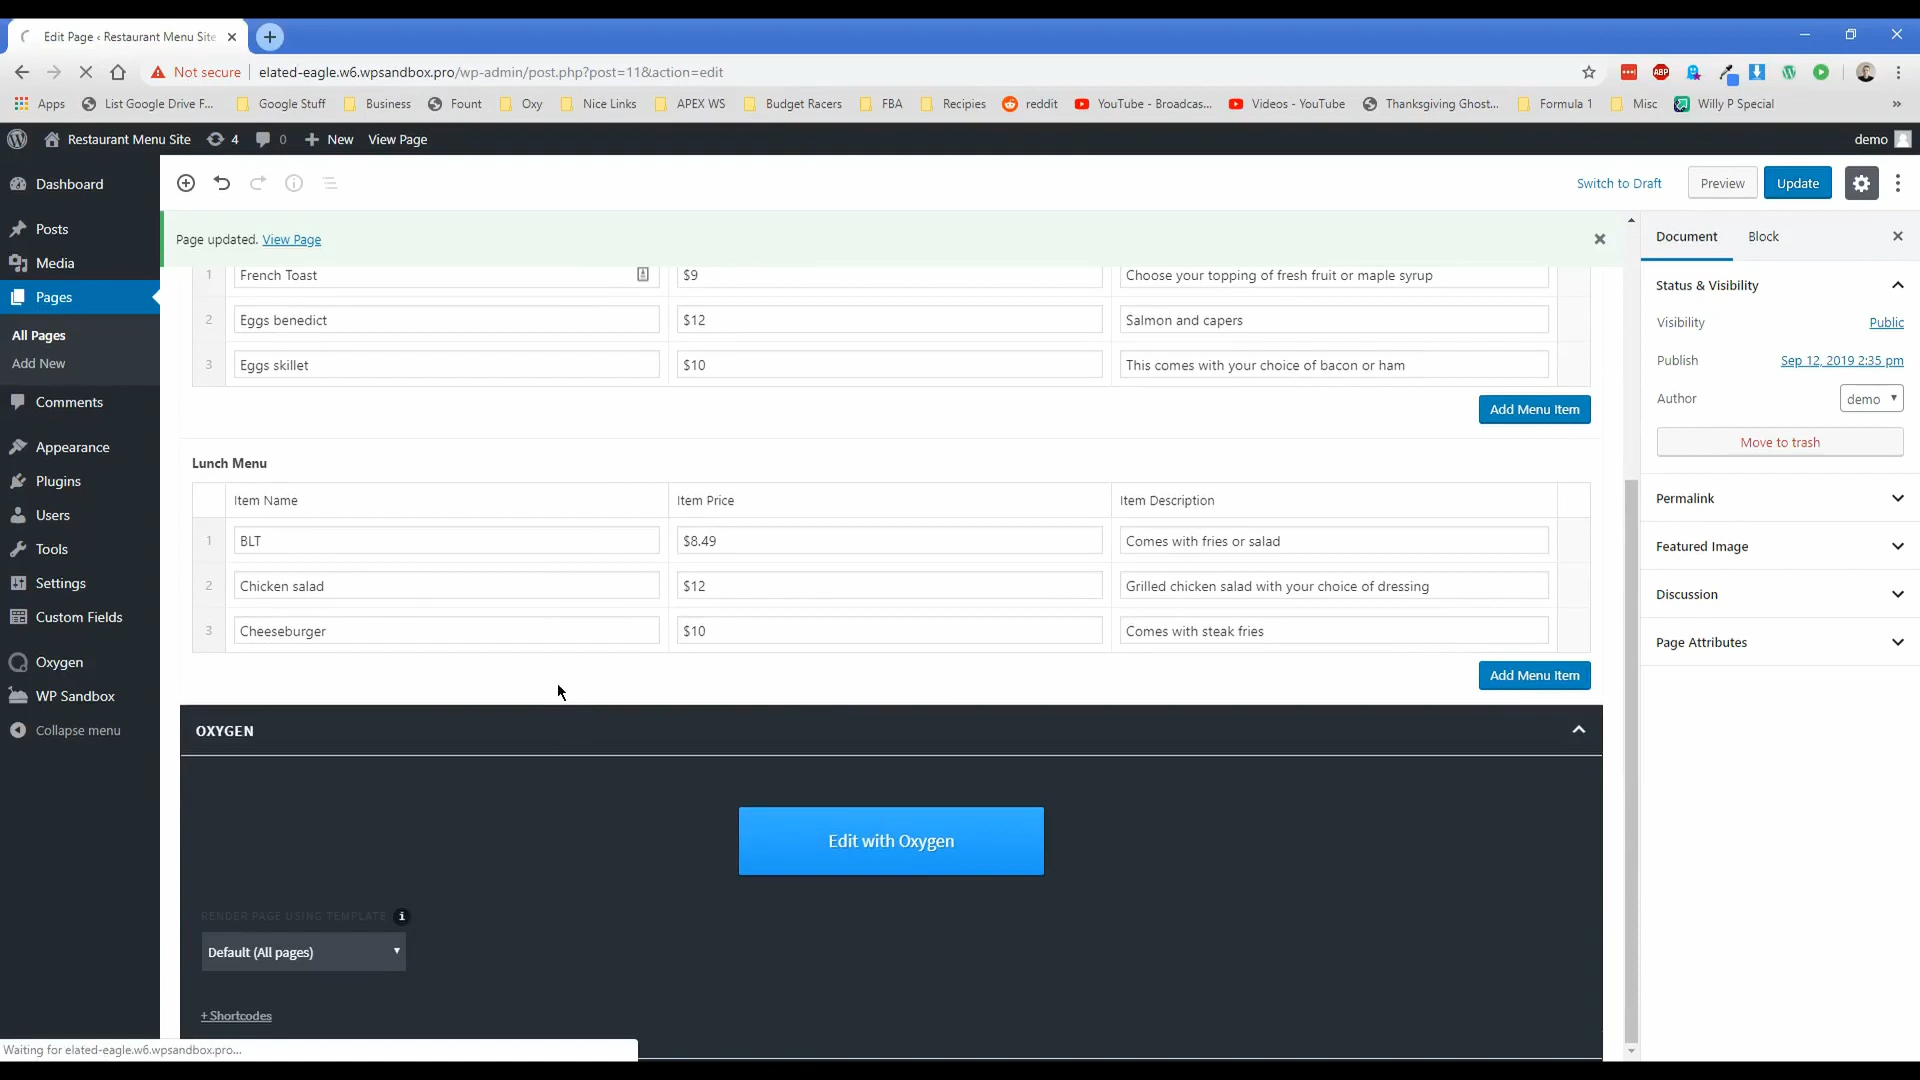 Edit Page ‹ Restaurant Menu Site
Not secure | elated-eagle.w6.wpsandbox.pro/wp-admin/post.php?post=11&action=edit
ABP
Apps List Google Drive F... Google Stuff Business Fount Oxy Nice Links APEX WS Budget Racers FBA Recipies reddit YouTube - Broadcas... Videos - YouTube Thanksgiving Ghost... Formula 1 Misc Willy P Special »
Restaurant Menu Site 4 0 New View Page demo
Dashboard
Posts
Media
Pages
All Pages
Add New
Comments
Appearance
Plugins
Users
Tools
Settings
Custom Fields
Oxygen
WP Sandbox
Collapse menu
Switch to Draft Preview Update
Page updated. View Page
1 French Toast $9 Choose your topping of fresh fruit or maple syrup
2 Eggs benedict $12 Salmon and capers
3 Eggs skillet $10 This comes with your choice of bacon or ham
Add Menu Item
Lunch Menu
Item Name Item Price Item Description
1 BLT $8.49 Comes with fries or salad
2 Chicken salad $12 Grilled chicken salad with your choice of dressing
3 Cheeseburger $10 Comes with steak fries
Add Menu Item
OXYGEN
Edit with Oxygen
RENDER PAGE USING TEMPLATE i
Default (All pages)
+ Shortcodes
Document Block
Status & Visibility
Visibility Public
Publish Sep 12, 2019 2:35 pm
Author demo
Move to trash
Permalink
Featured Image
Discussion
Page Attributes
Waiting for elated-eagle.w6.wpsandbox.pro...